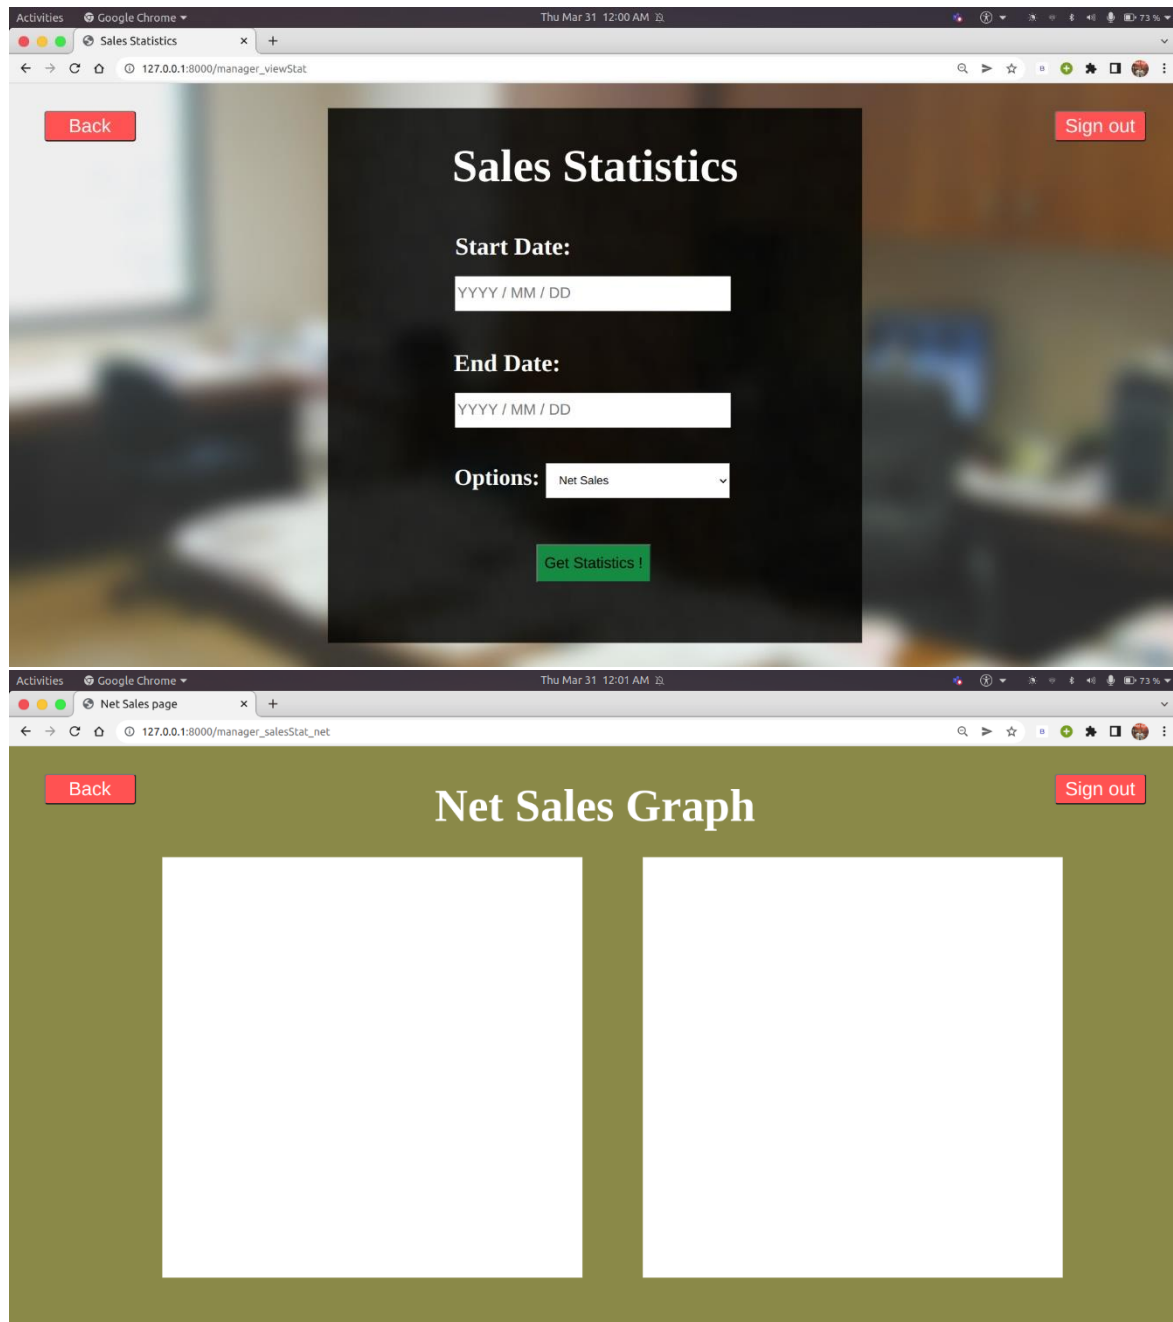 Activities Google Chrome Thu Mar 31 12:00 AM 73 %
Sales Statistics
127.0.0.1:8000/manager_viewStat
Back
Sign out
Sales Statistics
Start Date:
YYYY / MM / DD
End Date:
YYYY / MM / DD
Options: Net Sales
Get Statistics !
Activities Google Chrome Thu Mar 31 12:01 AM 73 %
Net Sales page
127.0.0.1:8000/manager_salesStat_net
Back
Sign out
Net Sales Graph